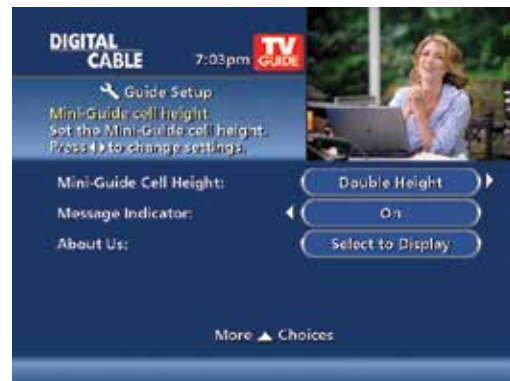 DIGITAL
CABLE
7:03pm
TV
GUIDE
Guide Setup
Mini-Guide cell height
Set the Mini-Guide cell height.
Press ◀▶ to change settings.
Mini-Guide Cell Height: Double Height
Message Indicator: On
About Us: Select to Display
More ▲ Choices